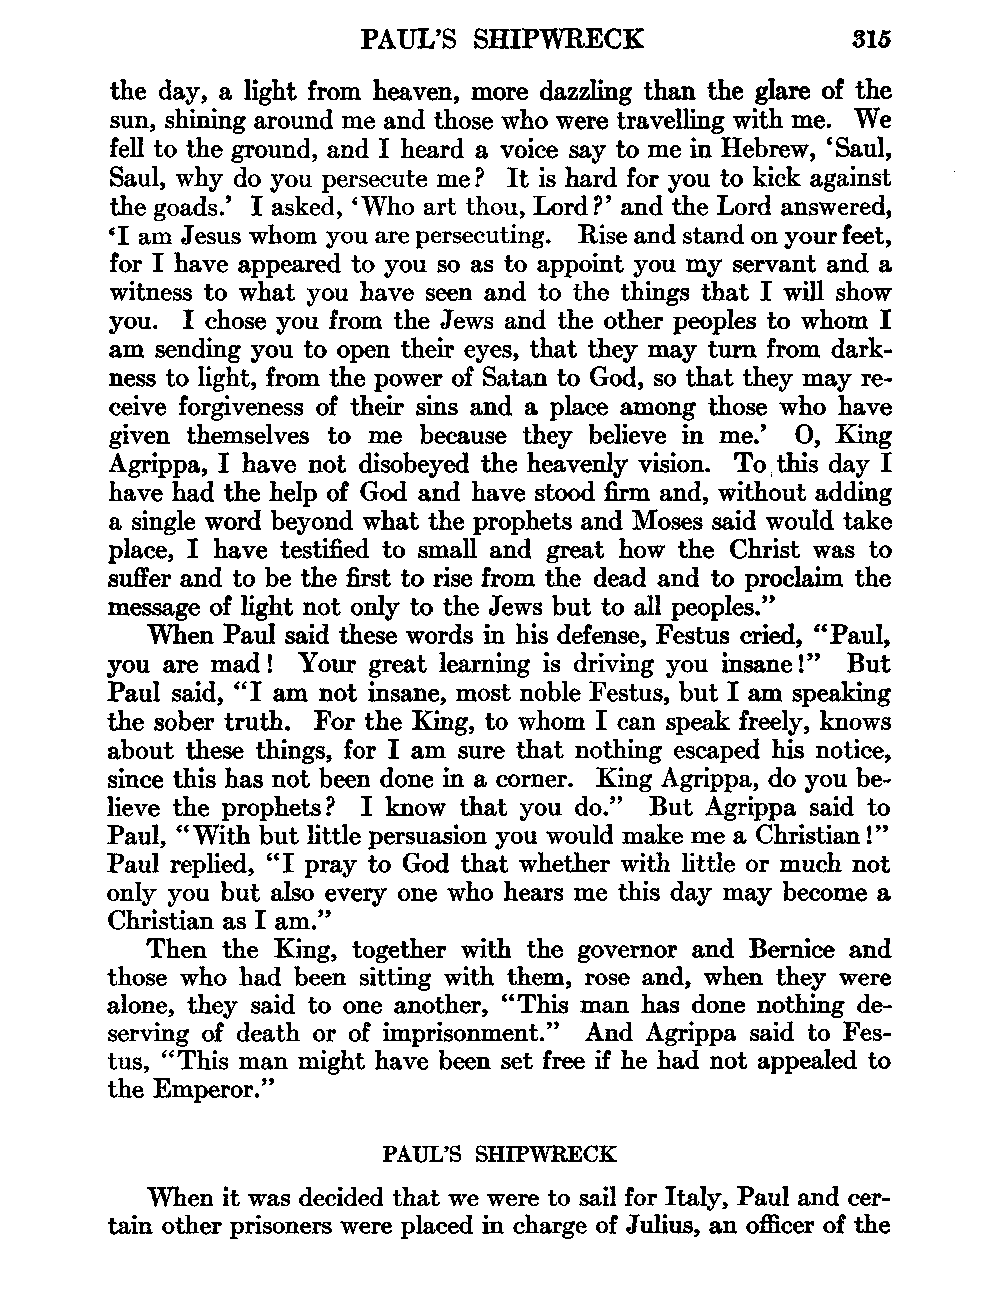 PAUL'S SHIPWRECK 315
the day, a light from heaven, more dazzling than the glare of the
sun, shining around me and those who were travelling with me. We
fell to the ground, and I heard a voice say to me in Hebrew, 'Saul,
Saul, why do you persecute me? It is hard for you to kick against
the goads.' I asked, 'Who art thou, Lord?' and the Lord answered,
'I am Jesus whom you are persecuting. Rise and stand on your feet,
for I have appeared to you so as to appoint you my servant and a
witness to what you have seen and to the things that I will show
you. I chose you from the Jews and the other peoples to whom I
am sending you to open their eyes, that they may turn from dark-
ness to light, from the power of Satan to God, so that they may re-
ceive forgiveness of their sins and a place among those who have
given themselves to me because they believe in me.' O, King
Agrippa, I have not disobeyed the heavenly vision. To this day I
have had the help of God and have stood firm and, without adding
a single word beyond what the prophets and Moses said would take
place, I have testified to small and great how the Christ was to
suffer and to be the first to rise from the dead and to proclaim the
message of light not only to the Jews but to all peoples."
When Paul said these words in his defense, Festus cried, "Paul,
you are mad! Your great learning is driving you insane!" But
Paul said, "I am not insane, most noble Festus, but I am speaking
the sober truth. For the King, to whom I can speak freely, knows
about these things, for I am sure that nothing escaped his notice,
since this has not been done in a corner. King Agrippa, do you be-
lieve the prophets? I know that you do." But Agrippa said to
Paul, "With but little persuasion you would make me a Christian!"
Paul replied, "I pray to God that whether with little or much not
only you but also every one who hears me this day may become a
Christian as I am."
Then the King, together with the governor and Bernice and
those who had been sitting with them, rose and, when they were
alone, they said to one another, "This man has done nothing de-
serving of death or of imprisonment." And Agrippa said to Fes-
tus, "This man might have been set free if he had not appealed to
the Emperor."
PAUL'S SHIPWRECK
When it was decided that we were to sail for Italy, Paul and cer-
tain other prisoners were placed in charge of Julius, an officer of the